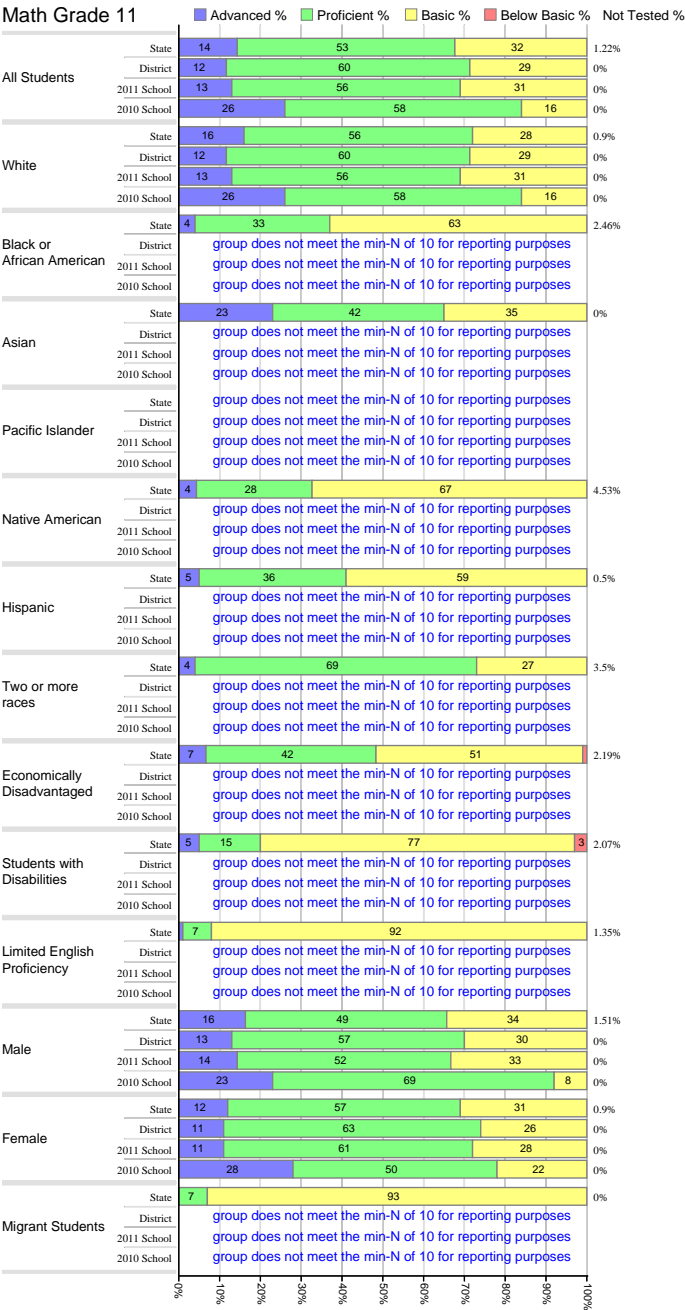 Math Grade 11 Advanced % Proficient % Basic % Below Basic % Not Tested %
All Students
State 14 53 32 1.22%
District 12 60 29 0%
2011 School 13 56 31 0%
2010 School 26 58 16 0%
White
State 16 56 28 0.9%
District 12 60 29 0%
2011 School 13 56 31 0%
2010 School 26 58 16 0%
Black or
African American
State 4 33 63 2.46%
District group does not meet the min-N of 10 for reporting purposes
2011 School group does not meet the min-N of 10 for reporting purposes
2010 School group does not meet the min-N of 10 for reporting purposes
Asian
State 23 42 35 0%
District group does not meet the min-N of 10 for reporting purposes
2011 School group does not meet the min-N of 10 for reporting purposes
2010 School group does not meet the min-N of 10 for reporting purposes
Pacific Islander
State group does not meet the min-N of 10 for reporting purposes
District group does not meet the min-N of 10 for reporting purposes
2011 School group does not meet the min-N of 10 for reporting purposes
2010 School group does not meet the min-N of 10 for reporting purposes
Native American
State 4 28 67 4.53%
District group does not meet the min-N of 10 for reporting purposes
2011 School group does not meet the min-N of 10 for reporting purposes
2010 School group does not meet the min-N of 10 for reporting purposes
Hispanic
State 5 36 59 0.5%
District group does not meet the min-N of 10 for reporting purposes
2011 School group does not meet the min-N of 10 for reporting purposes
2010 School group does not meet the min-N of 10 for reporting purposes
Two or more
races
State 4 69 27 3.5%
District group does not meet the min-N of 10 for reporting purposes
2011 School group does not meet the min-N of 10 for reporting purposes
2010 School group does not meet the min-N of 10 for reporting purposes
Economically
Disadvantaged
State 7 42 51 2.19%
District group does not meet the min-N of 10 for reporting purposes
2011 School group does not meet the min-N of 10 for reporting purposes
2010 School group does not meet the min-N of 10 for reporting purposes
Students with
Disabilities
State 5 15 77 3 2.07%
District group does not meet the min-N of 10 for reporting purposes
2011 School group does not meet the min-N of 10 for reporting purposes
2010 School group does not meet the min-N of 10 for reporting purposes
Limited English
Proficiency
State 7 92 1.35%
District group does not meet the min-N of 10 for reporting purposes
2011 School group does not meet the min-N of 10 for reporting purposes
2010 School group does not meet the min-N of 10 for reporting purposes
Male
State 16 49 34 1.51%
District 13 57 30 0%
2011 School 14 52 33 0%
2010 School 23 69 8 0%
Female
State 12 57 31 0.9%
District 11 63 26 0%
2011 School 11 61 28 0%
2010 School 28 50 22 0%
Migrant Students
State 7 93 0%
District group does not meet the min-N of 10 for reporting purposes
2011 School group does not meet the min-N of 10 for reporting purposes
2010 School group does not meet the min-N of 10 for reporting purposes
0% 10% 20% 30% 40% 50% 60% 70% 80% 90% 100%